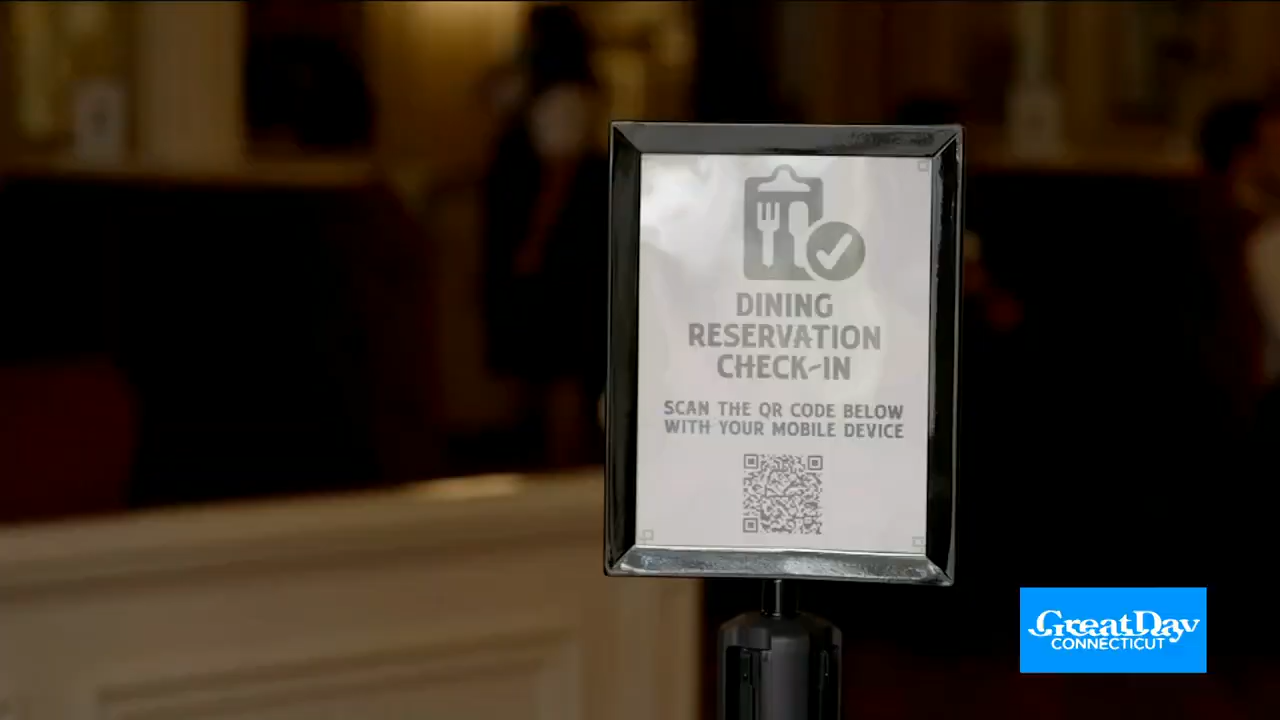 DINING
RESERVATION
CHECK-IN
SCAN THE QR CODE BELOW
WITH YOUR MOBILE DEVICE
Great Day
CONNECTICUT